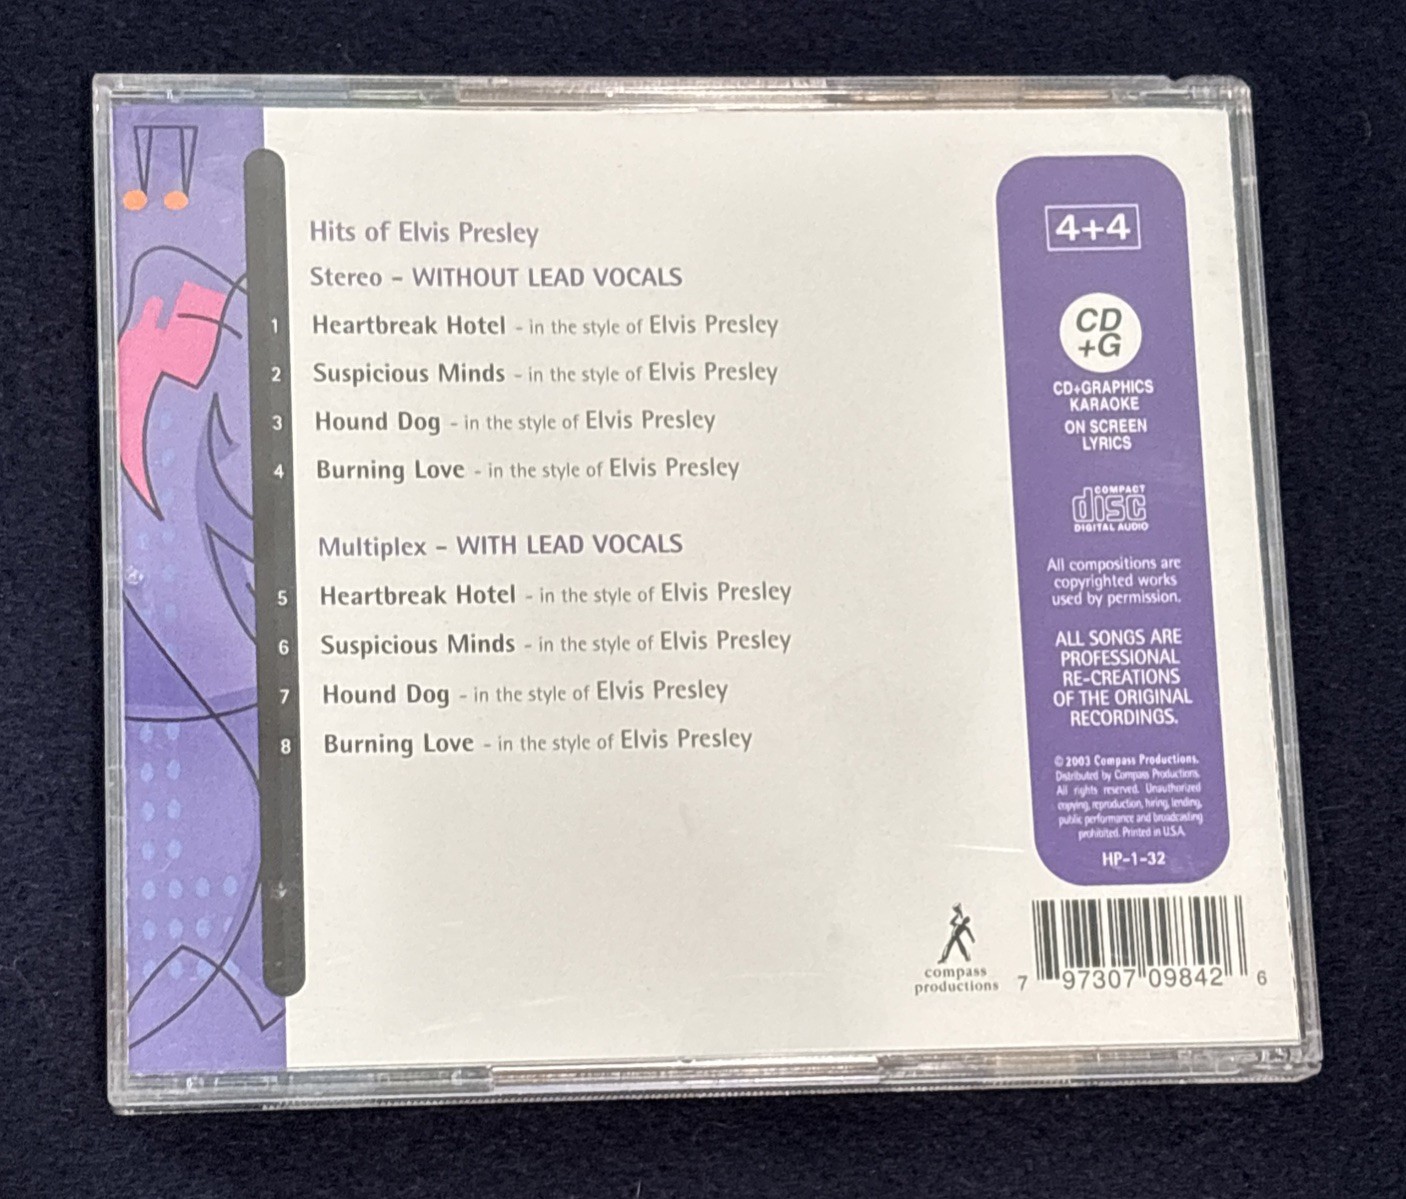 Hits of Elvis Presley
Stereo – WITHOUT LEAD VOCALS
1 Heartbreak Hotel - in the style of Elvis Presley
2 Suspicious Minds - in the style of Elvis Presley
3 Hound Dog - in the style of Elvis Presley
4 Burning Love - in the style of Elvis Presley
Multiplex – WITH LEAD VOCALS
5 Heartbreak Hotel - in the style of Elvis Presley
6 Suspicious Minds - in the style of Elvis Presley
7 Hound Dog - in the style of Elvis Presley
8 Burning Love - in the style of Elvis Presley
4+4
CD
+G
CD+GRAPHICS
KARAOKE
ON SCREEN
LYRICS
COMPACT
disc
DIGITAL AUDIO
All compositions are
copyrighted works
used by permission.
ALL SONGS ARE
PROFESSIONAL
RE-CREATIONS
OF THE ORIGINAL
RECORDINGS.
© 2003 Compass Productions.
Distributed by Compass Productions.
All rights reserved. Unauthorized
copying, reproduction, hiring, lending,
public performance and broadcasting
prohibited. Printed in U.S.A.
HP-1-32
compass
productions
7 97307 09842 6